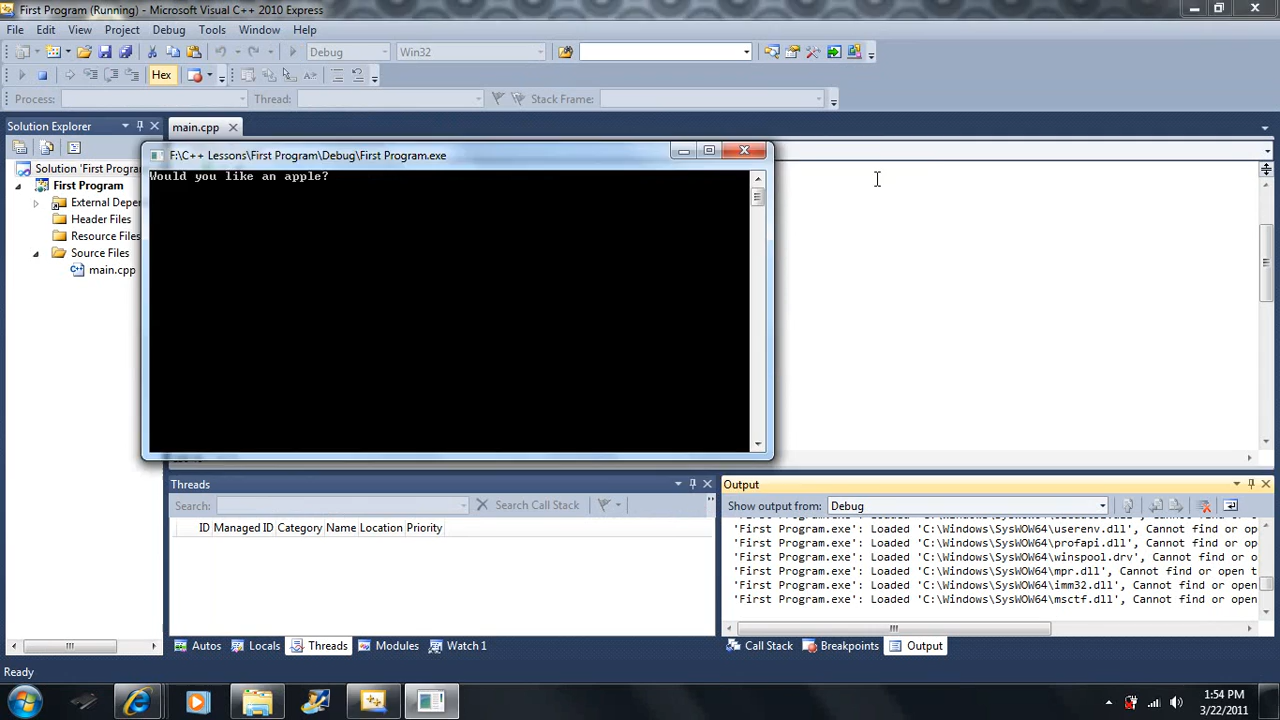 First Program (Running) - Microsoft Visual C++ 2010 Express
File Edit View Project Debug Tools Window Help
Debug Win32
Hex
Process: Thread: Stack Frame:
Solution Explorer
main.cpp
F:\C++ Lessons\First Program\Debug\First Program.exe
Would you like an apple?
Solution 'First Progra
First Program
External Depe
Header Files
Resource Files
Source Files
main.cpp
Threads
Search: Search Call Stack
ID Managed ID Category Name Location Priority
Output
Show output from: Debug
'First Program.exe': Loaded 'C:\Windows\SysWOW64\userenv.dll', Cannot find or op
'First Program.exe': Loaded 'C:\Windows\SysWOW64\profapi.dll', Cannot find or op
'First Program.exe': Loaded 'C:\Windows\SysWOW64\winspool.drv', Cannot find or o
'First Program.exe': Loaded 'C:\Windows\SysWOW64\mpr.dll', Cannot find or open t
'First Program.exe': Loaded 'C:\Windows\SysWOW64\imm32.dll', Cannot find or open
'First Program.exe': Loaded 'C:\Windows\SysWOW64\msctf.dll', Cannot find or open
Autos Locals Threads Modules Watch 1
Call Stack Breakpoints Output
Ready
1:54 PM
3/22/2011